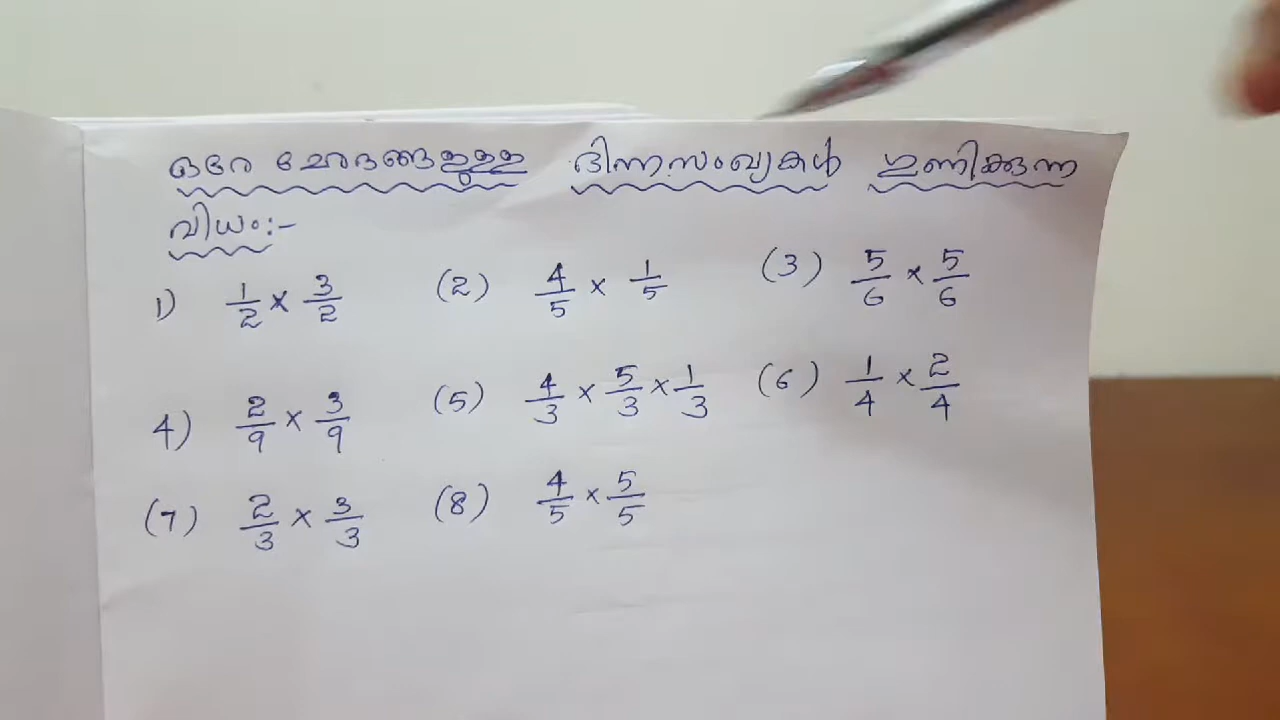 ഒരേ ഛേദങ്ങളുള്ള ഭിന്നസംഖ്യകൾ ഗുണിക്കുന്ന
വിധം:-
1) 1/2 × 3/2 (2) 4/5 × 1/5 (3) 5/6 × 5/6
4) 2/9 × 3/9 (5) 4/3 × 5/3 × 1/3 (6) 1/4 × 2/4
(7) 2/3 × 3/3 (8) 4/5 × 5/5